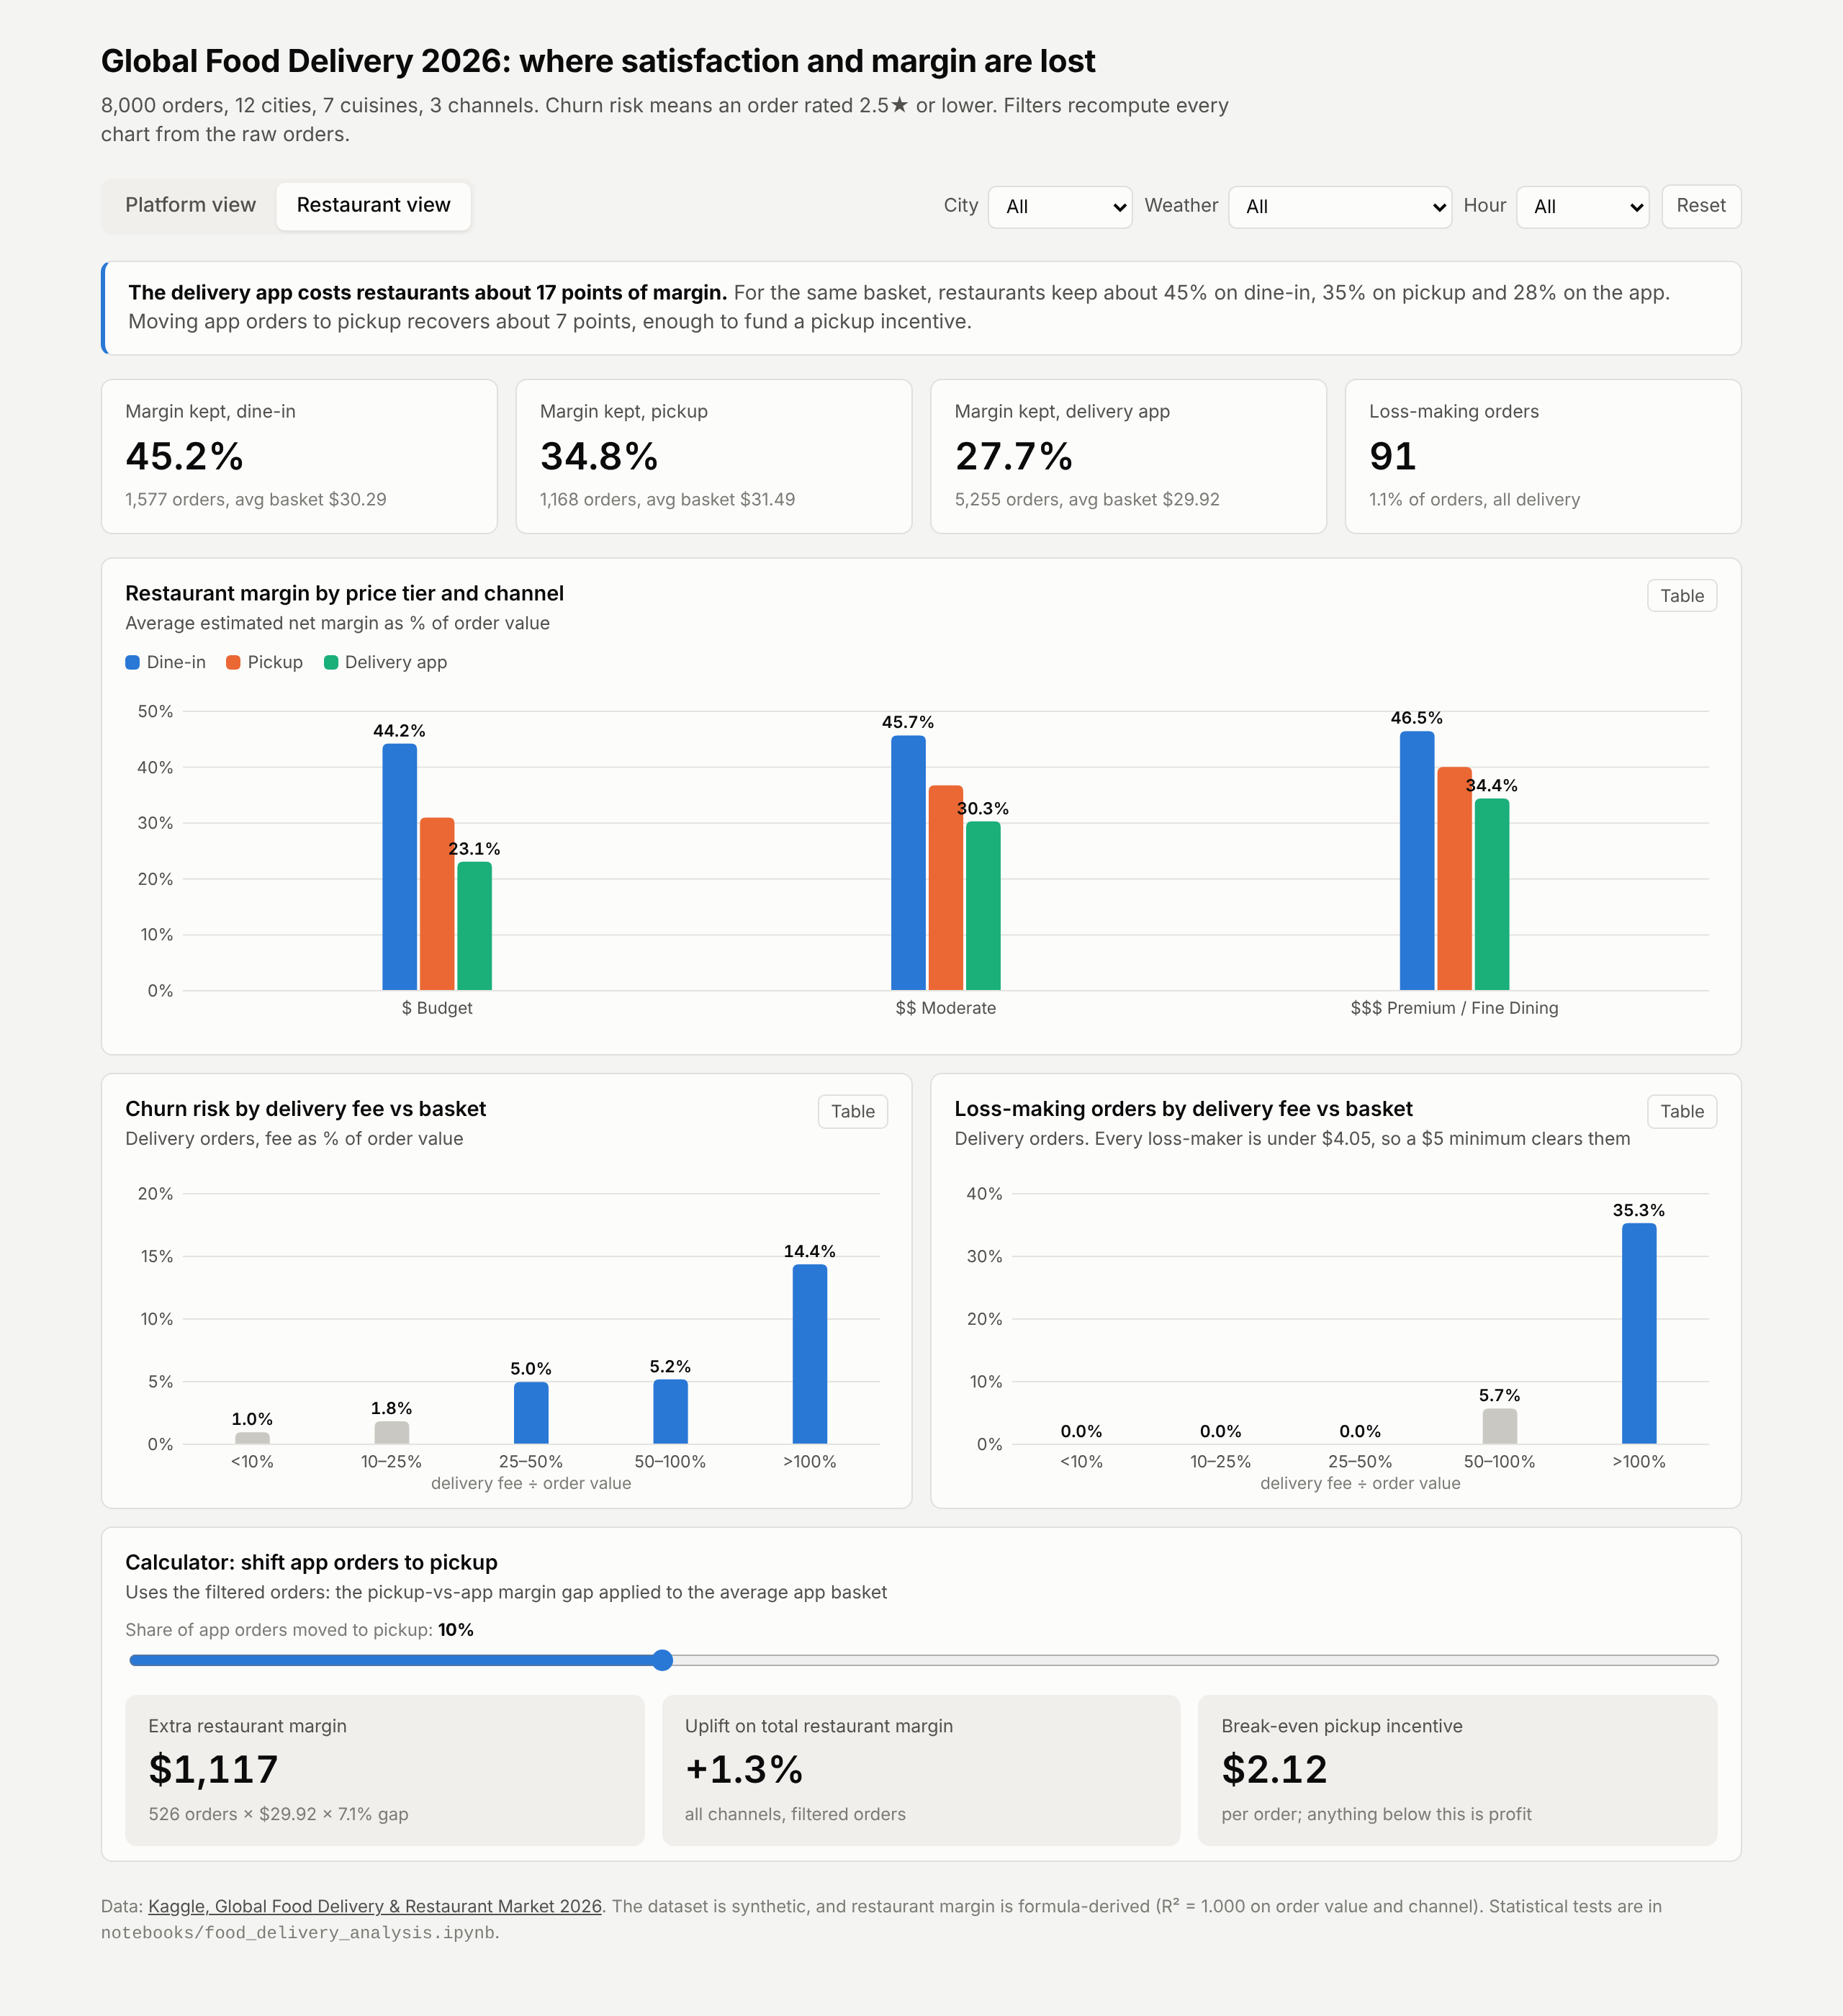 Global Food Delivery 2026: where satisfaction and margin are lost
8,000 orders, 12 cities, 7 cuisines, 3 channels. Churn risk means an order rated 2.5★ or lower. Filters recompute every
chart from the raw orders.
Platform view Restaurant view City All Weather All Hour All Reset
The delivery app costs restaurants about 17 points of margin. For the same basket, restaurants keep about 45% on dine-in, 35% on pickup and 28% on the app.
Moving app orders to pickup recovers about 7 points, enough to fund a pickup incentive.
Margin kept, dine-in
45.2%
1,577 orders, avg basket $30.29
Margin kept, pickup
34.8%
1,168 orders, avg basket $31.49
Margin kept, delivery app
27.7%
5,255 orders, avg basket $29.92
Loss-making orders
91
1.1% of orders, all delivery
Restaurant margin by price tier and channel
Table
Average estimated net margin as % of order value
Dine-in Pickup Delivery app
50%
40%
30%
20%
10%
0%
44.2%
23.1%
45.7%
30.3%
46.5%
34.4%
$ Budget
$$ Moderate
$$$ Premium / Fine Dining
Churn risk by delivery fee vs basket
Table
Delivery orders, fee as % of order value
20%
15%
10%
5%
0%
1.0%
1.8%
5.0%
5.2%
14.4%
<10% 10–25% 25–50% 50–100% >100%
delivery fee ÷ order value
Loss-making orders by delivery fee vs basket
Table
Delivery orders. Every loss-maker is under $4.05, so a $5 minimum clears them
40%
30%
20%
10%
0%
0.0%
0.0%
0.0%
5.7%
35.3%
<10% 10–25% 25–50% 50–100% >100%
delivery fee ÷ order value
Calculator: shift app orders to pickup
Uses the filtered orders: the pickup-vs-app margin gap applied to the average app basket
Share of app orders moved to pickup: 10%
Extra restaurant margin
$1,117
526 orders × $29.92 × 7.1% gap
Uplift on total restaurant margin
+1.3%
all channels, filtered orders
Break-even pickup incentive
$2.12
per order; anything below this is profit
Data: Kaggle, Global Food Delivery & Restaurant Market 2026. The dataset is synthetic, and restaurant margin is formula-derived (R² = 1.000 on order value and channel). Statistical tests are in
notebooks/food_delivery_analysis.ipynb.